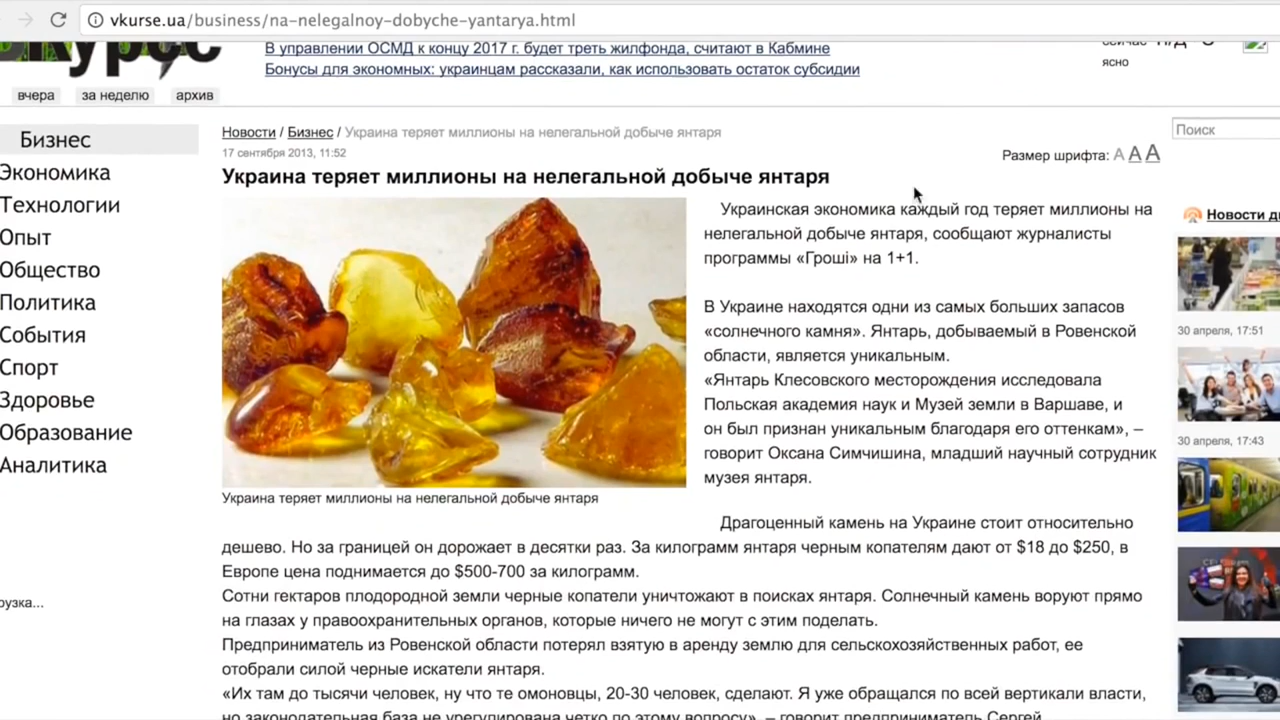 vkurse.ua/business/na-nelegalnoy-dobyche-yantarya.html
В управлении ОСМД к концу 2017 г. будет треть жилфонда, считают в Кабмине
Бонусы для экономных: украинцам рассказали, как использовать остаток субсидии
ясно
вчера за неделю архив
Бизнес
Экономика
Технологии
Опыт
Общество
Политика
События
Спорт
Здоровье
Образование
Аналитика
Новости / Бизнес / Украина теряет миллионы на нелегальной добыче янтаря
17 сентября 2013, 11:52
Размер шрифта: A A A
Украина теряет миллионы на нелегальной добыче янтаря
Украинская экономика каждый год теряет миллионы на
нелегальной добыче янтаря, сообщают журналисты
программы «Гроші» на 1+1.
В Украине находятся одни из самых больших запасов
«солнечного камня». Янтарь, добываемый в Ровенской
области, является уникальным.
«Янтарь Клесовского месторождения исследовала
Польская академия наук и Музей земли в Варшаве, и
он был признан уникальным благодаря его оттенкам», –
говорит Оксана Симчишина, младший научный сотрудник
музея янтаря.
Украина теряет миллионы на нелегальной добыче янтаря
Драгоценный камень на Украине стоит относительно
дешево. Но за границей он дорожает в десятки раз. За килограмм янтаря черным копателям дают от $18 до $250, в
Европе цена поднимается до $500-700 за килограмм.
Сотни гектаров плодородной земли черные копатели уничтожают в поисках янтаря. Солнечный камень воруют прямо
на глазах у правоохранительных органов, которые ничего не могут с этим поделать.
Предприниматель из Ровенской области потерял взятую в аренду землю для сельскохозяйственных работ, ее
отобрали силой черные искатели янтаря.
«Их там до тысячи человек, ну что те омоновцы, 20-30 человек, сделают. Я уже обращался по всей вертикали власти,
но законодательная база не урегулирована четко по этому вопросу», – говорит предприниматель Сергей
Поиск
Новости
30 апреля, 17:51
30 апреля, 17:43